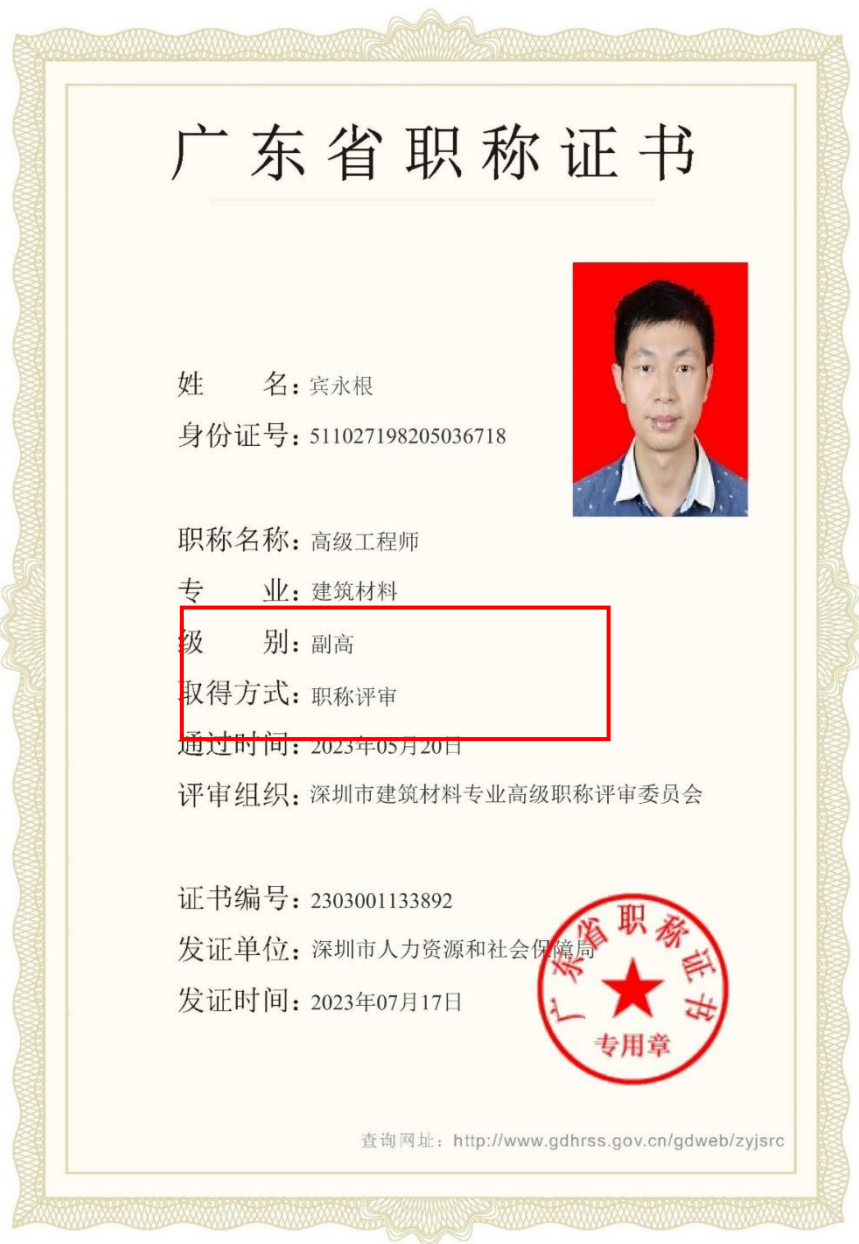 广东省职称证书
姓 名：宾永根
身份证号：511027198205036718
职称名称：高级工程师
专 业：建筑材料
级 别：副高
取得方式：职称评审
通过时间：2023年05月20日
评审组织：深圳市建筑材料专业高级职称评审委员会
证书编号：2303001133892
发证单位：深圳市人力资源和社会保障局
发证时间：2023年07月17日
广东省职称证书
专用章
查询网址：http://www.gdhrss.gov.cn/gdweb/zyjsrc